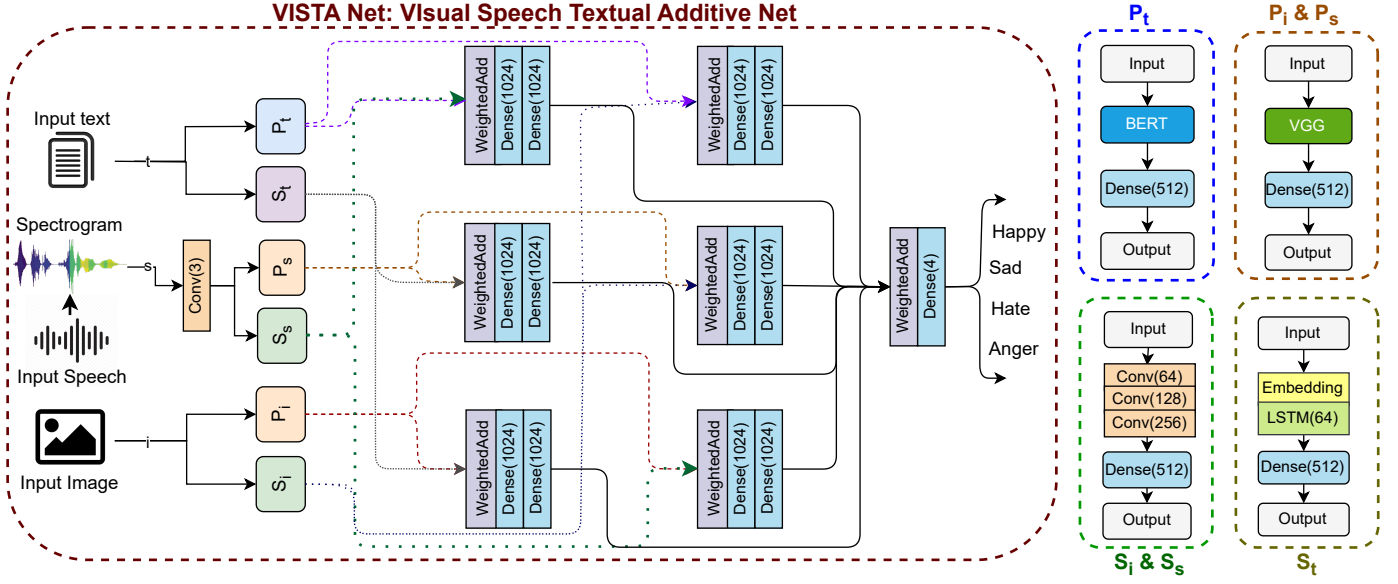 VISTA Net: VIsual Speech Textual Additive Net
Input text
t
Pt
St
Spectrogram
s
Conv(3)
Ps
Ss
Input Speech
Pi
i
Si
Input Image
WeightedAdd
Dense(1024)
Dense(1024)
WeightedAdd
Dense(1024)
Dense(1024)
WeightedAdd
Dense(1024)
Dense(1024)
WeightedAdd
Dense(1024)
Dense(1024)
WeightedAdd
Dense(1024)
Dense(1024)
WeightedAdd
Dense(1024)
Dense(1024)
WeightedAdd
Dense(4)
Happy
Sad
Hate
Anger
Pt
Input
BERT
Dense(512)
Output
Pi & Ps
Input
VGG
Dense(512)
Output
Input
Conv(64)
Conv(128)
Conv(256)
Dense(512)
Output
Si & Ss
Input
Embedding
LSTM(64)
Dense(512)
Output
St